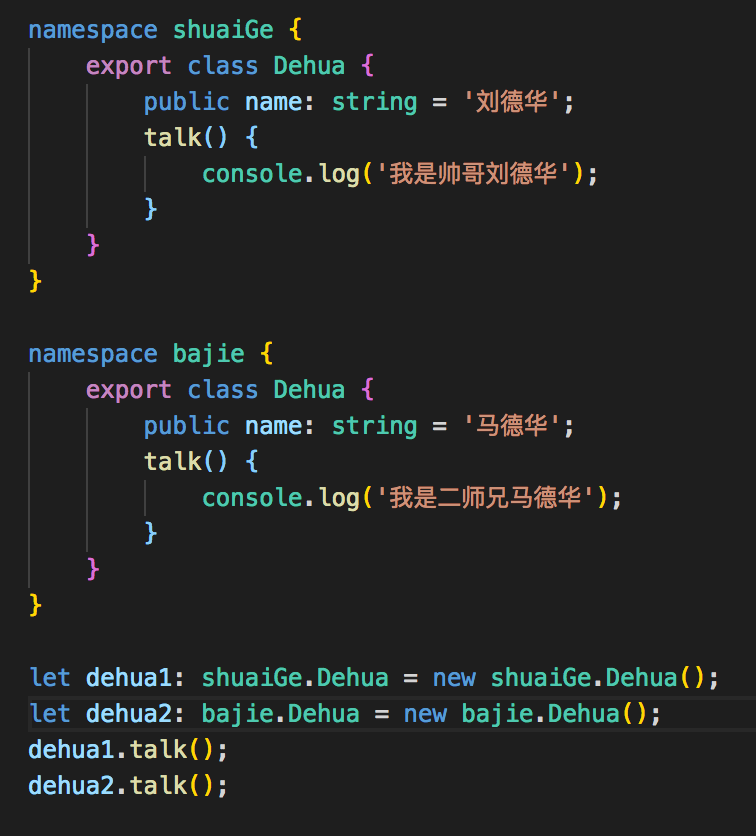 namespace shuaiGe {
    export class Dehua {
        public name: string = '刘德华';
        talk() {
            console.log('我是帅哥刘德华');
        }
    }
}

namespace bajie {
    export class Dehua {
        public name: string = '马德华';
        talk() {
            console.log('我是二师兄马德华');
        }
    }
}

let dehua1: shuaiGe.Dehua = new shuaiGe.Dehua();
let dehua2: bajie.Dehua = new bajie.Dehua();
dehua1.talk();
dehua2.talk();